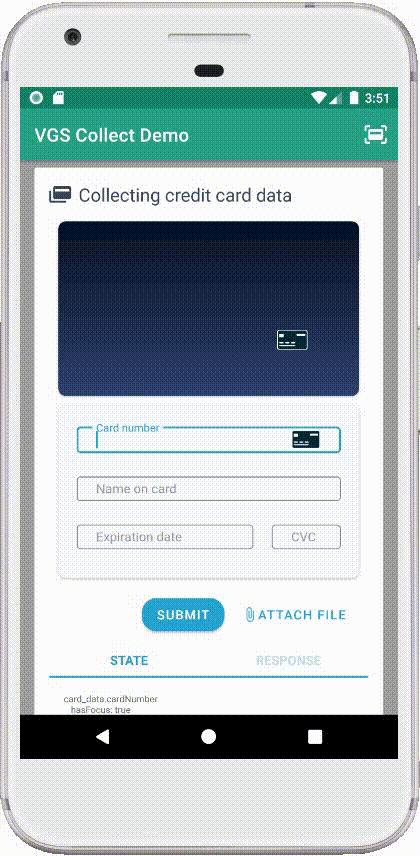 3:51
VGS Collect Demo
Collecting credit card data
Card number
Name on card
Expiration date
CVC
SUBMIT
ATTACH FILE
STATE
RESPONSE
card_data.cardNumber
hasFocus: true